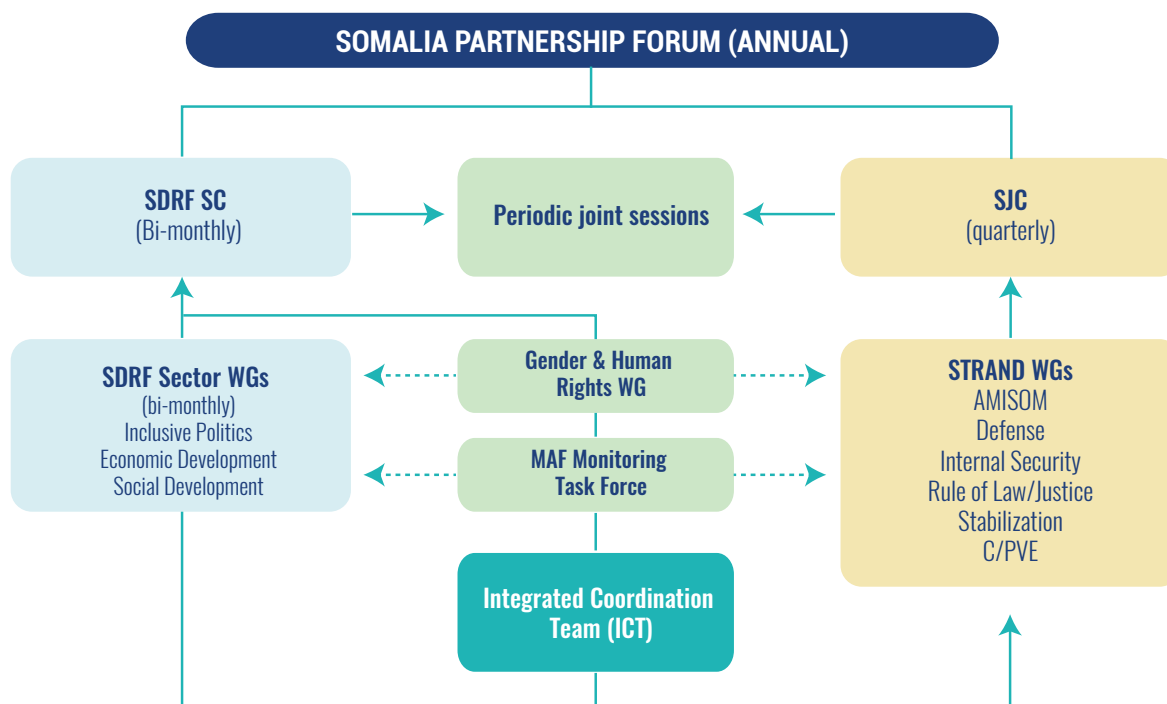 SOMALIA PARTNERSHIP FORUM (ANNUAL)
SDRF SC
(Bi-monthly)
Periodic joint sessions
SJC
(quarterly)
SDRF Sector WGs
(bi-monthly)
Inclusive Politics
Economic Development
Social Development
Gender & Human
Rights WG
MAF Monitoring
Task Force
STRAND WGs
AMISOM
Defense
Internal Security
Rule of Law/Justice
Stabilization
C/PVE
Integrated Coordination
Team (ICT)